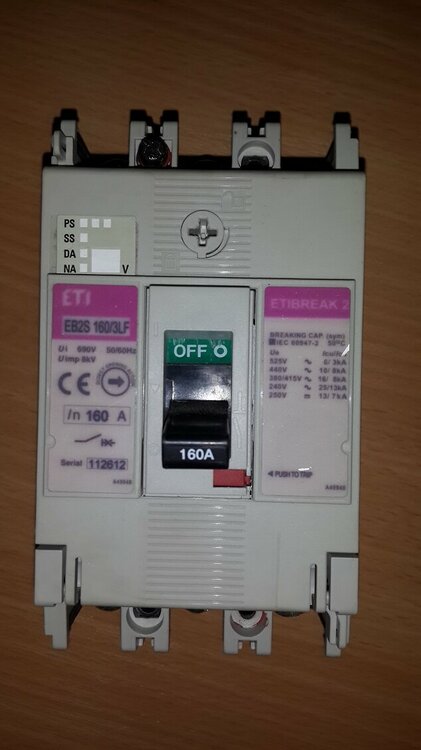 PS
SS
DA
NA V
ETI
EB2S 160/3LF
Ui 690V 50/60Hz
Uimp 8kV
CE
In 160 A
Serial 112612
A49348
OFF O
160A
ETIBREAK 2
BREAKING CAP. (sym)
IEC 60947-2 50°C
Ue Icu/Ics
525V ~ 6/ 3kA
440V ~ 10/ 8kA
380/415V ~ 16/ 8kA
240V ~ 25/13kA
250V 13/ 7kA
◄ PUSH TO TRIP